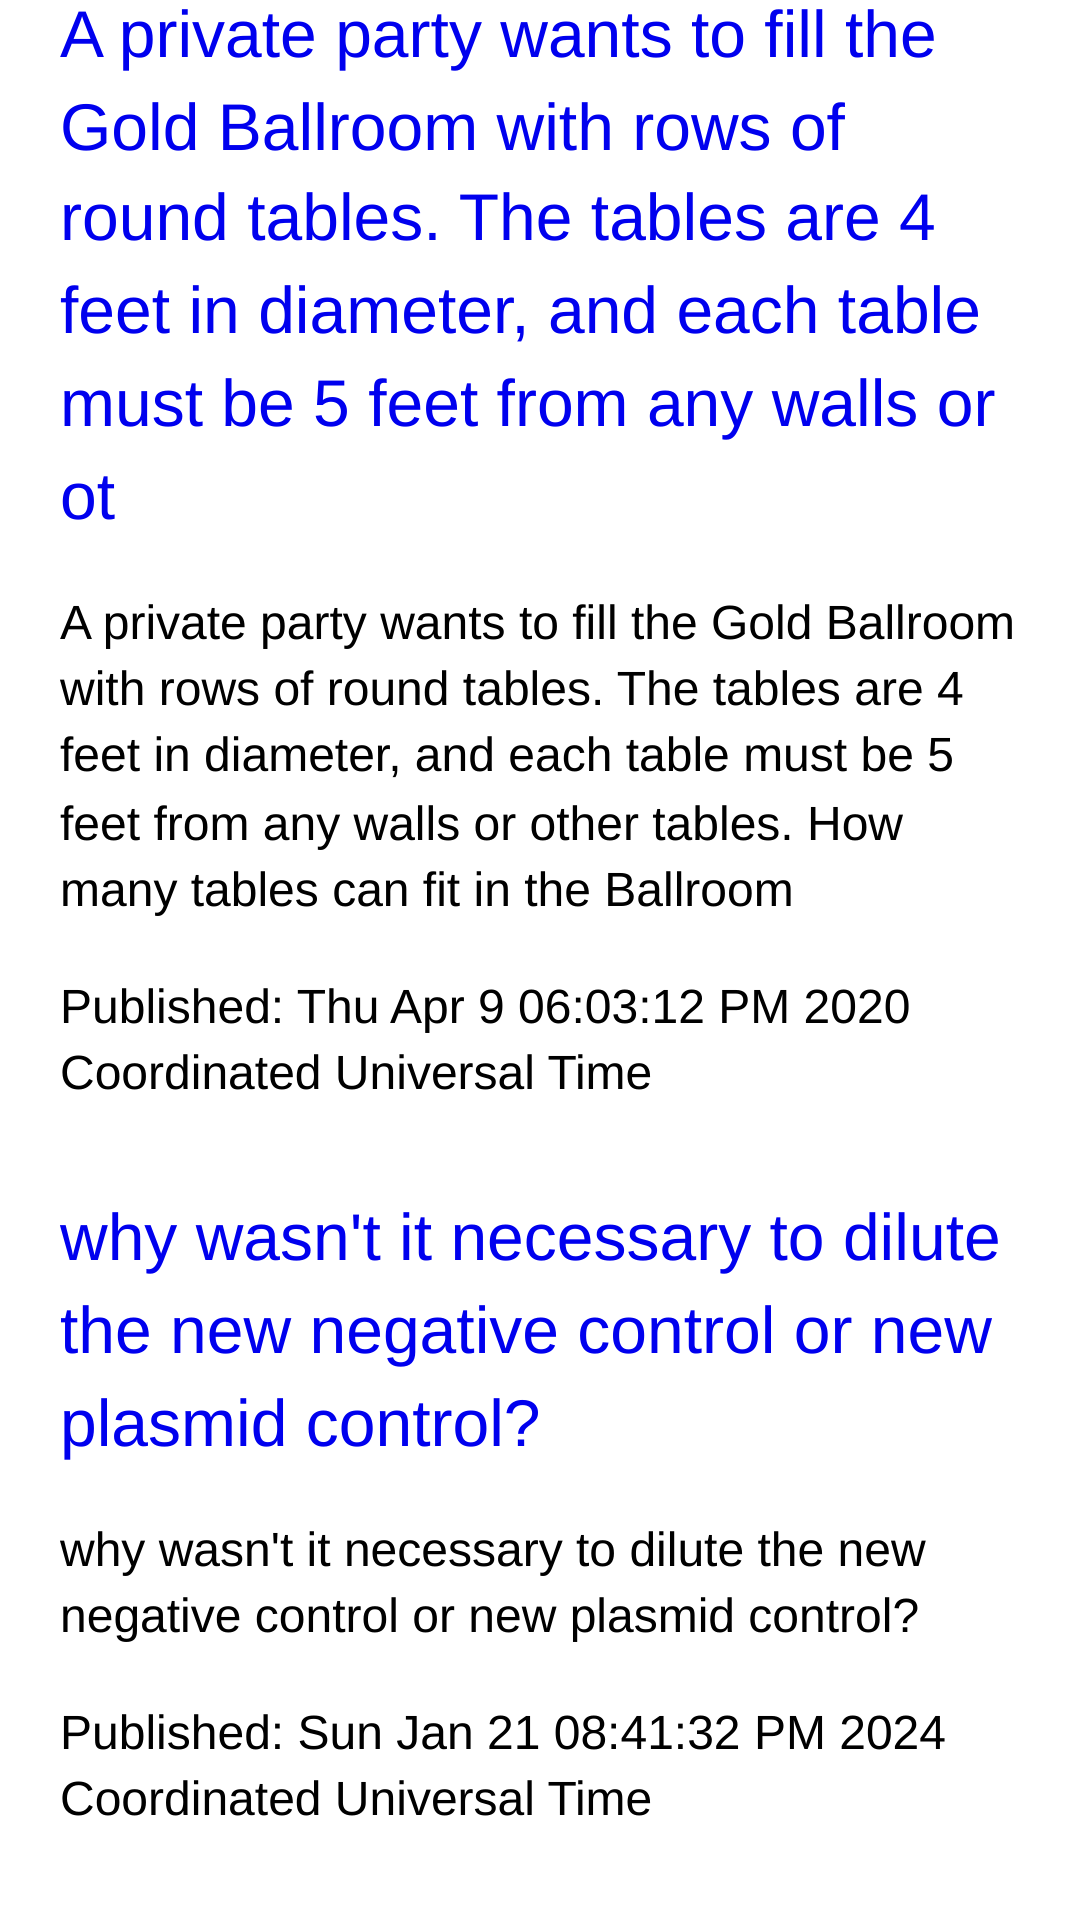 A private party wants to fill the
Gold Ballroom with rows of
round tables. The tables are 4
feet in diameter, and each table
must be 5 feet from any walls or
ot
A private party wants to fill the Gold Ballroom
with rows of round tables. The tables are 4
feet in diameter, and each table must be 5
feet from any walls or other tables. How
many tables can fit in the Ballroom
Published: Thu Apr 9 06:03:12 PM 2020
Coordinated Universal Time
why wasn't it necessary to dilute
the new negative control or new
plasmid control?
why wasn't it necessary to dilute the new
negative control or new plasmid control?
Published: Sun Jan 21 08:41:32 PM 2024
Coordinated Universal Time